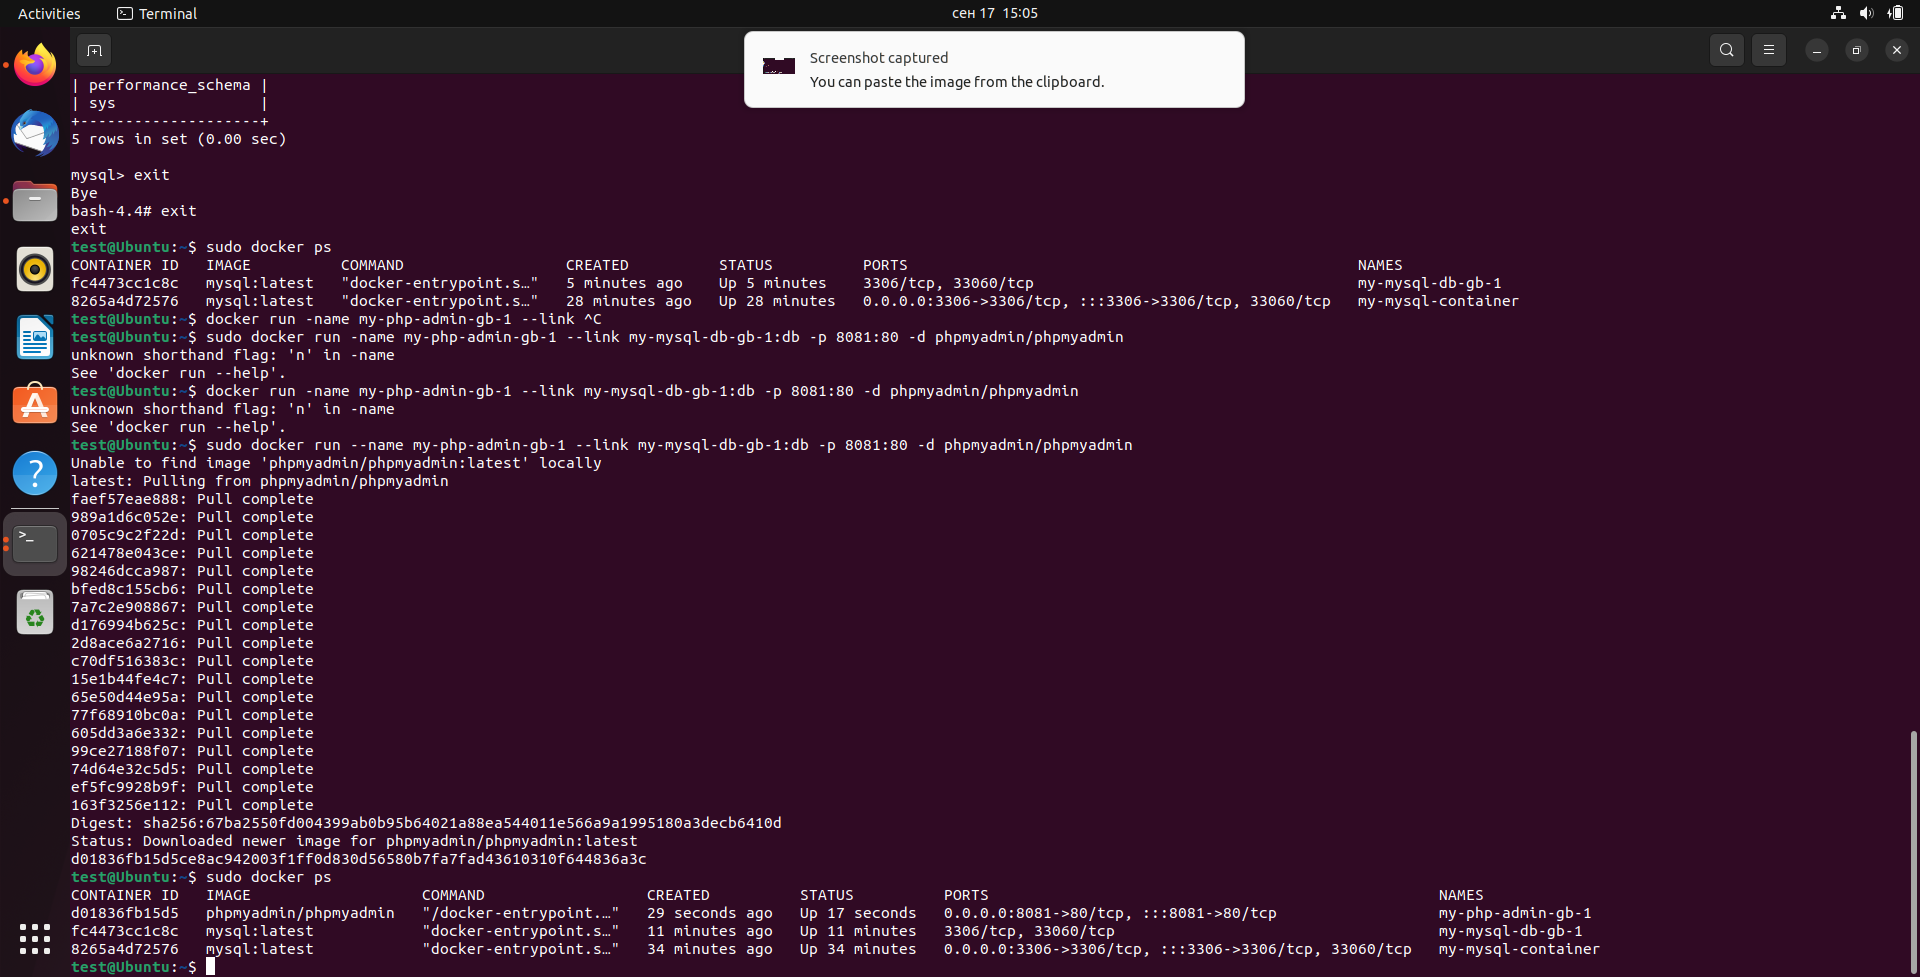 Activities Terminal сен 17 15:05
Screenshot captured
You can paste the image from the clipboard.
| performance_schema |
| sys                |
+--------------------+
5 rows in set (0.00 sec)
mysql> exit
Bye
bash-4.4# exit
exit
test@Ubuntu:~$ sudo docker ps
CONTAINER ID   IMAGE          COMMAND                  CREATED          STATUS          PORTS                                                  NAMES
fc4473cc1c8c   mysql:latest   "docker-entrypoint.s…"   5 minutes ago    Up 5 minutes    3306/tcp, 33060/tcp                                    my-mysql-db-gb-1
8265a4d72576   mysql:latest   "docker-entrypoint.s…"   28 minutes ago   Up 28 minutes   0.0.0.0:3306->3306/tcp, :::3306->3306/tcp, 33060/tcp   my-mysql-container
test@Ubuntu:~$ docker run -name my-php-admin-gb-1 --link ^C
test@Ubuntu:~$ sudo docker run -name my-php-admin-gb-1 --link my-mysql-db-gb-1:db -p 8081:80 -d phpmyadmin/phpmyadmin
unknown shorthand flag: 'n' in -name
See 'docker run --help'.
test@Ubuntu:~$ docker run -name my-php-admin-gb-1 --link my-mysql-db-gb-1:db -p 8081:80 -d phpmyadmin/phpmyadmin
unknown shorthand flag: 'n' in -name
See 'docker run --help'.
test@Ubuntu:~$ sudo docker run --name my-php-admin-gb-1 --link my-mysql-db-gb-1:db -p 8081:80 -d phpmyadmin/phpmyadmin
Unable to find image 'phpmyadmin/phpmyadmin:latest' locally
latest: Pulling from phpmyadmin/phpmyadmin
faef57eae888: Pull complete
989a1d6c052e: Pull complete
0705c9c2f22d: Pull complete
621478e043ce: Pull complete
98246dcca987: Pull complete
bfed8c155cb6: Pull complete
7a7c2e908867: Pull complete
d176994b625c: Pull complete
2d8ace6a2716: Pull complete
c70df516383c: Pull complete
15e1b44fe4c7: Pull complete
65e50d44e95a: Pull complete
77f68910bc0a: Pull complete
605dd3a6e332: Pull complete
99ce27188f07: Pull complete
74d64e32c5d5: Pull complete
ef5fc9928b9f: Pull complete
163f3256e112: Pull complete
Digest: sha256:67ba2550fd004399ab0b95b64021a88ea544011e566a9a1995180a3decb6410d
Status: Downloaded newer image for phpmyadmin/phpmyadmin:latest
d01836fb15d5ce8ac942003f1ff0d830d56580b7fa7fad43610310f644836a3c
test@Ubuntu:~$ sudo docker ps
CONTAINER ID   IMAGE                   COMMAND                  CREATED          STATUS          PORTS                                                  NAMES
d01836fb15d5   phpmyadmin/phpmyadmin   "/docker-entrypoint.…"   29 seconds ago   Up 17 seconds   0.0.0.0:8081->80/tcp, :::8081->80/tcp                  my-php-admin-gb-1
fc4473cc1c8c   mysql:latest            "docker-entrypoint.s…"   11 minutes ago   Up 11 minutes   3306/tcp, 33060/tcp                                    my-mysql-db-gb-1
8265a4d72576   mysql:latest            "docker-entrypoint.s…"   34 minutes ago   Up 34 minutes   0.0.0.0:3306->3306/tcp, :::3306->3306/tcp, 33060/tcp   my-mysql-container
test@Ubuntu:~$